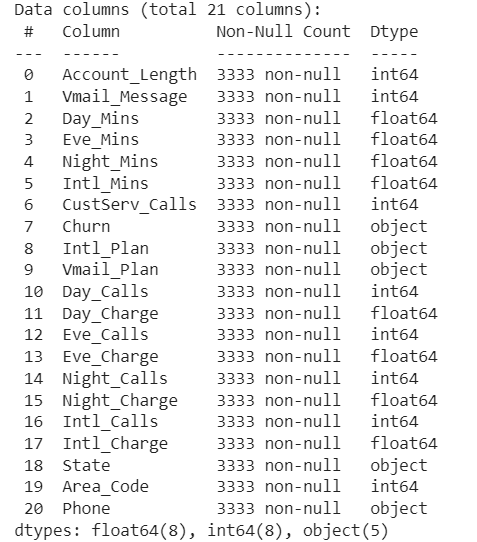 Data columns (total 21 columns):
 #   Column          Non-Null Count  Dtype
---  ------          --------------  -----
 0   Account_Length  3333 non-null   int64
 1   Vmail_Message   3333 non-null   int64
 2   Day_Mins        3333 non-null   float64
 3   Eve_Mins        3333 non-null   float64
 4   Night_Mins      3333 non-null   float64
 5   Intl_Mins       3333 non-null   float64
 6   CustServ_Calls  3333 non-null   int64
 7   Churn           3333 non-null   object
 8   Intl_Plan       3333 non-null   object
 9   Vmail_Plan      3333 non-null   object
 10  Day_Calls       3333 non-null   int64
 11  Day_Charge      3333 non-null   float64
 12  Eve_Calls       3333 non-null   int64
 13  Eve_Charge      3333 non-null   float64
 14  Night_Calls     3333 non-null   int64
 15  Night_Charge    3333 non-null   float64
 16  Intl_Calls      3333 non-null   int64
 17  Intl_Charge     3333 non-null   float64
 18  State           3333 non-null   object
 19  Area_Code       3333 non-null   int64
 20  Phone           3333 non-null   object
dtypes: float64(8), int64(8), object(5)